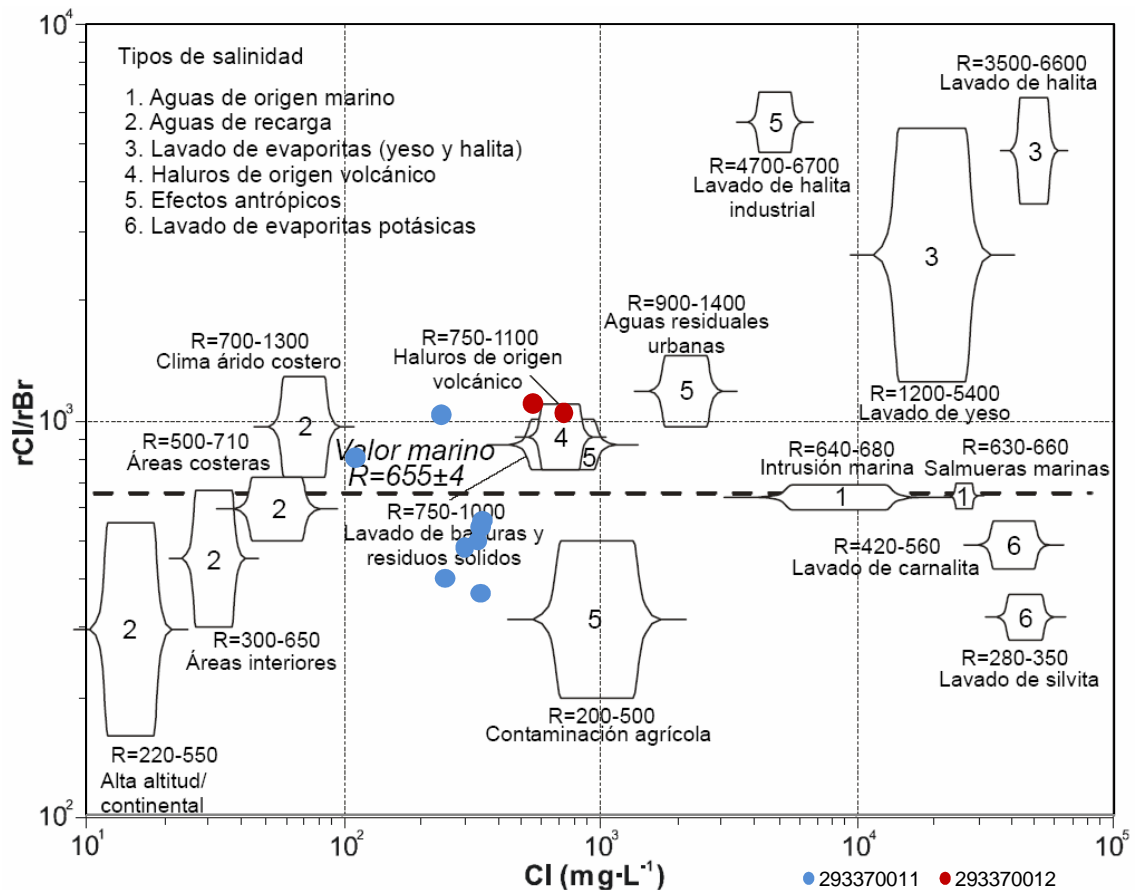 10⁴
Tipos de salinidad
1. Aguas de origen marino
2. Aguas de recarga
3. Lavado de evaporitas (yeso y halita)
4. Haluros de origen volcánico
5. Efectos antrópicos
6. Lavado de evaporitas potásicas
R=3500-6600
Lavado de halita
3
5
R=4700-6700
Lavado de halita
industrial
3
R=1200-5400
Lavado de yeso
R=900-1400
Aguas residuales
urbanas
5
R=750-1100
Haluros de origen
volcánico
4
5
R=700-1300
Clima árido costero
2
10³
rCl/rBr
R=500-710
Áreas costeras
2
Valor marino
R=655±4
R=640-680
Intrusión marina
1
R=630-660
Salmueras marinas
1
R=750-1000
Lavado de basuras y
residuos sólidos
R=420-560
Lavado de carnalita
6
2
R=300-650
Áreas interiores
2
R=220-550
Alta altitud/
continental
5
R=200-500
Contaminación agrícola
6
R=280-350
Lavado de silvita
10²
10¹
10²
10³
10⁴
10⁵
Cl (mg·L⁻¹)
293370011
293370012